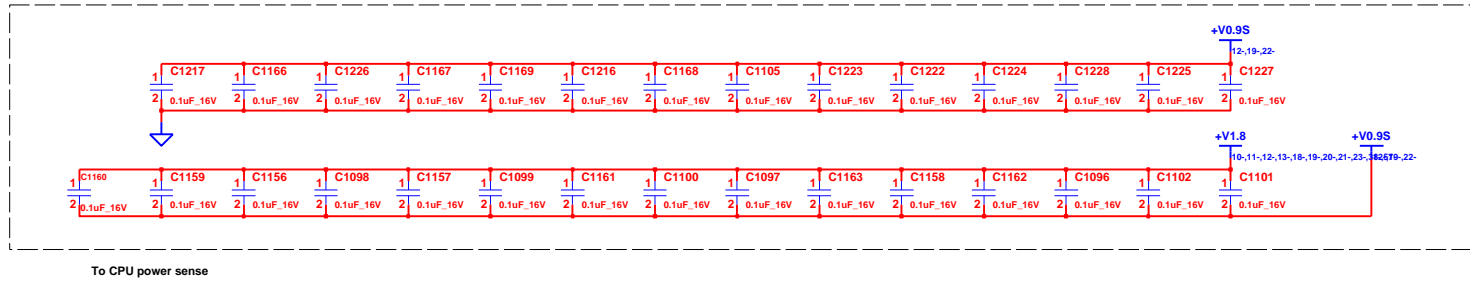 +V0.9S
12-,19-,22-
C1217 C1166 C1226 C1167 C1169 C1216 C1168 C1105 C1223 C1222 C1224 C1228 C1225 C1227
1 1 1 1 1 1 1 1 1 1 1 1 1 1
2 2 2 2 2 2 2 2 2 2 2 2 2 2
0.1uF_16V 0.1uF_16V 0.1uF_16V 0.1uF_16V 0.1uF_16V 0.1uF_16V 0.1uF_16V 0.1uF_16V 0.1uF_16V 0.1uF_16V 0.1uF_16V 0.1uF_16V 0.1uF_16V 0.1uF_16V
+V1.8 +V0.9S
10-,11-,12-,13-,18-,19-,20-,21-,23-
C1160 C1159 C1156 C1098 C1157 C1099 C1161 C1100 C1097 C1163 C1158 C1162 C1096 C1102 C1101
1 1 1 1 1 1 1 1 1 1 1 1 1 1 1
2 2 2 2 2 2 2 2 2 2 2 2 2 2 2
0.1uF_16V 0.1uF_16V 0.1uF_16V 0.1uF_16V 0.1uF_16V 0.1uF_16V 0.1uF_16V 0.1uF_16V 0.1uF_16V 0.1uF_16V 0.1uF_16V 0.1uF_16V 0.1uF_16V 0.1uF_16V 0.1uF_16V
To CPU power sense